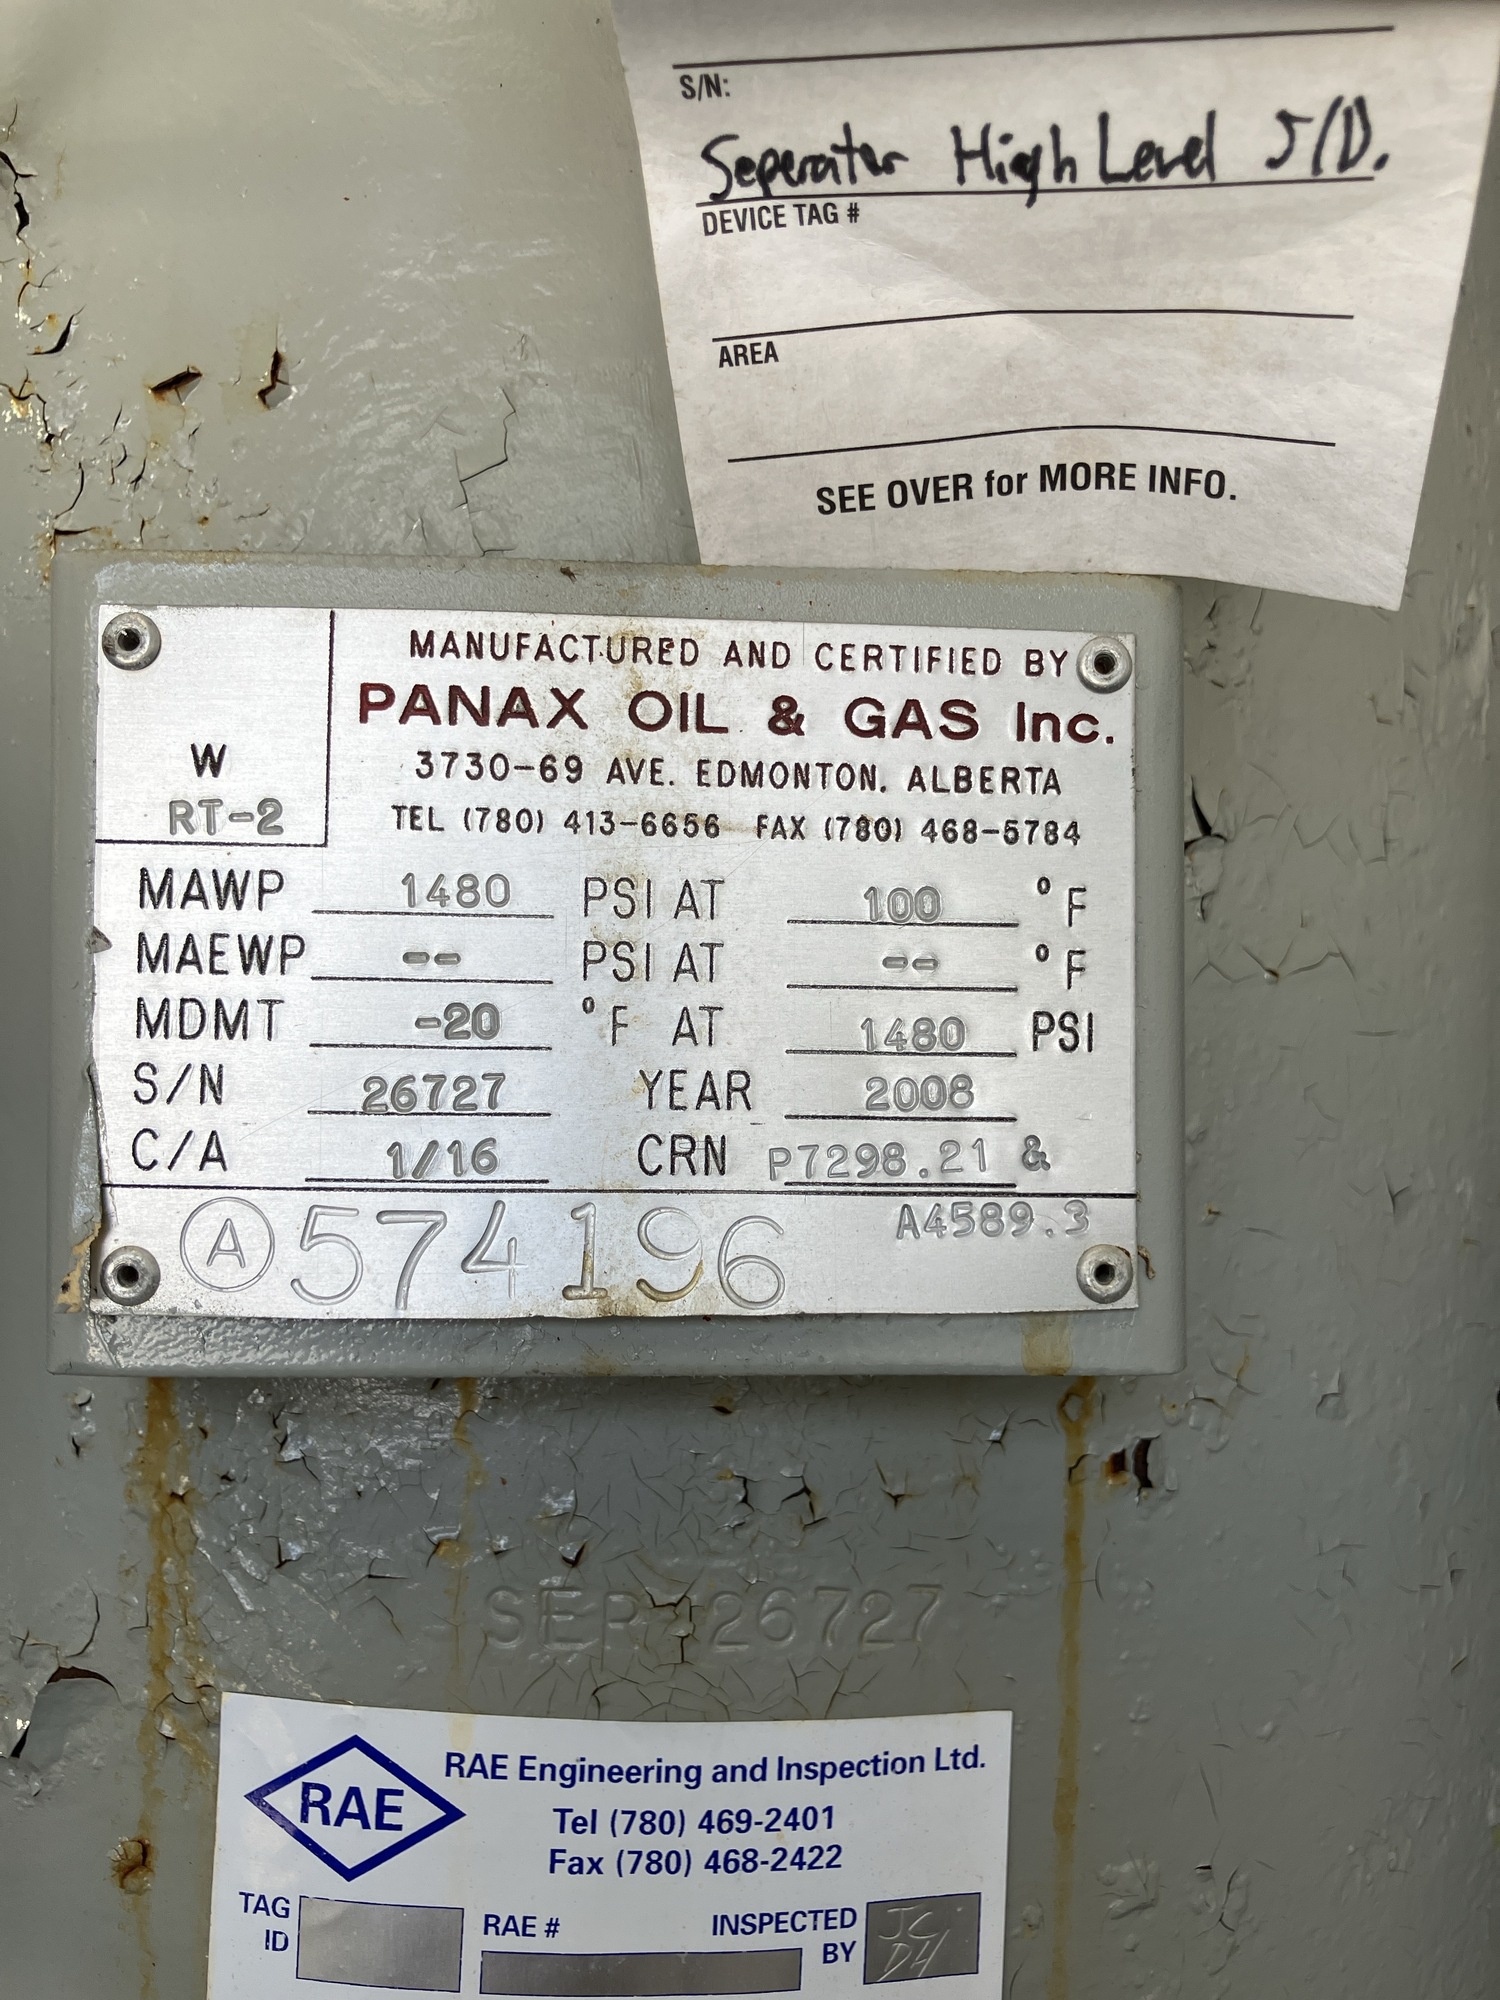 S/N:
Seperater High Level S/D.
DEVICE TAG #
AREA
SEE OVER for MORE INFO.
W
RT-2
MANUFACTURED AND CERTIFIED BY
PANAX OIL & GAS Inc.
3730-69 AVE. EDMONTON. ALBERTA
TEL (780) 413-6656 FAX (780) 468-5784
MAWP 1480 PSI AT 100 °F
MAEWP -- PSI AT -- °F
MDMT -20 °F AT 1480 PSI
S/N 26727 YEAR 2008
C/A 1/16 CRN P7298.21 &
A4589.3
A 574196
SER 26727
RAE
RAE Engineering and Inspection Ltd.
Tel (780) 469-2401
Fax (780) 468-2422
TAG ID
RAE #
INSPECTED BY
JC